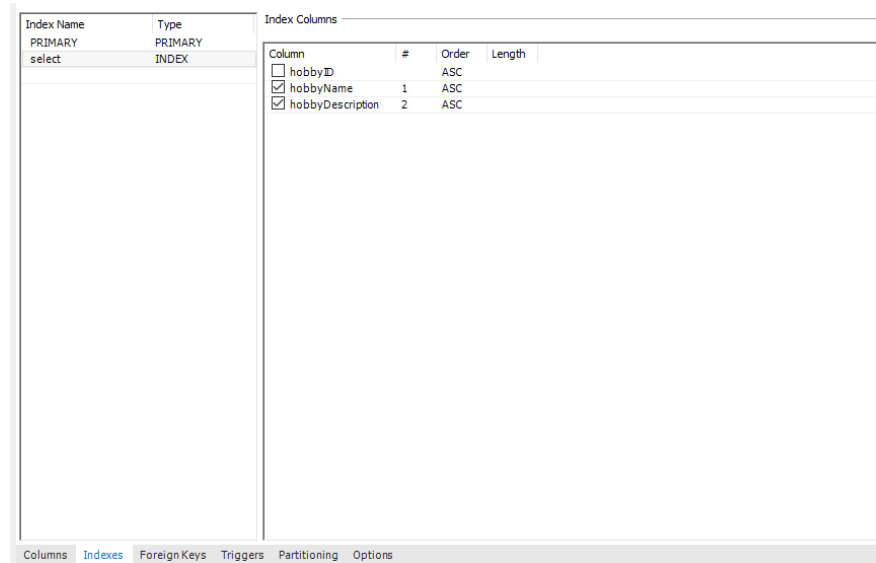 Index Name Type
PRIMARY PRIMARY
select INDEX
Index Columns
Column # Order Length
hobbyID ASC
hobbyName 1 ASC
hobbyDescription 2 ASC
Columns Indexes Foreign Keys Triggers Partitioning Options